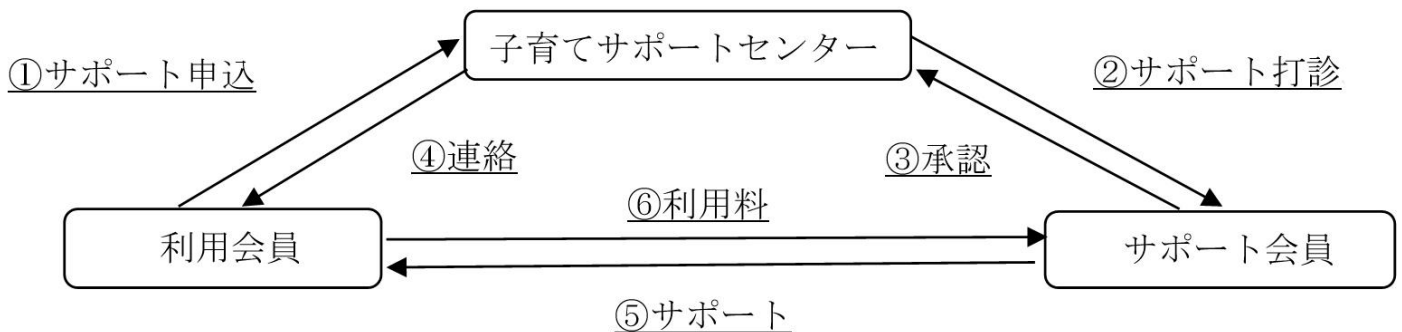 子育てサポートセンター
①サポート申込
②サポート打診
④連絡
③承認
⑥利用料
利用会員
サポート会員
⑤サポート